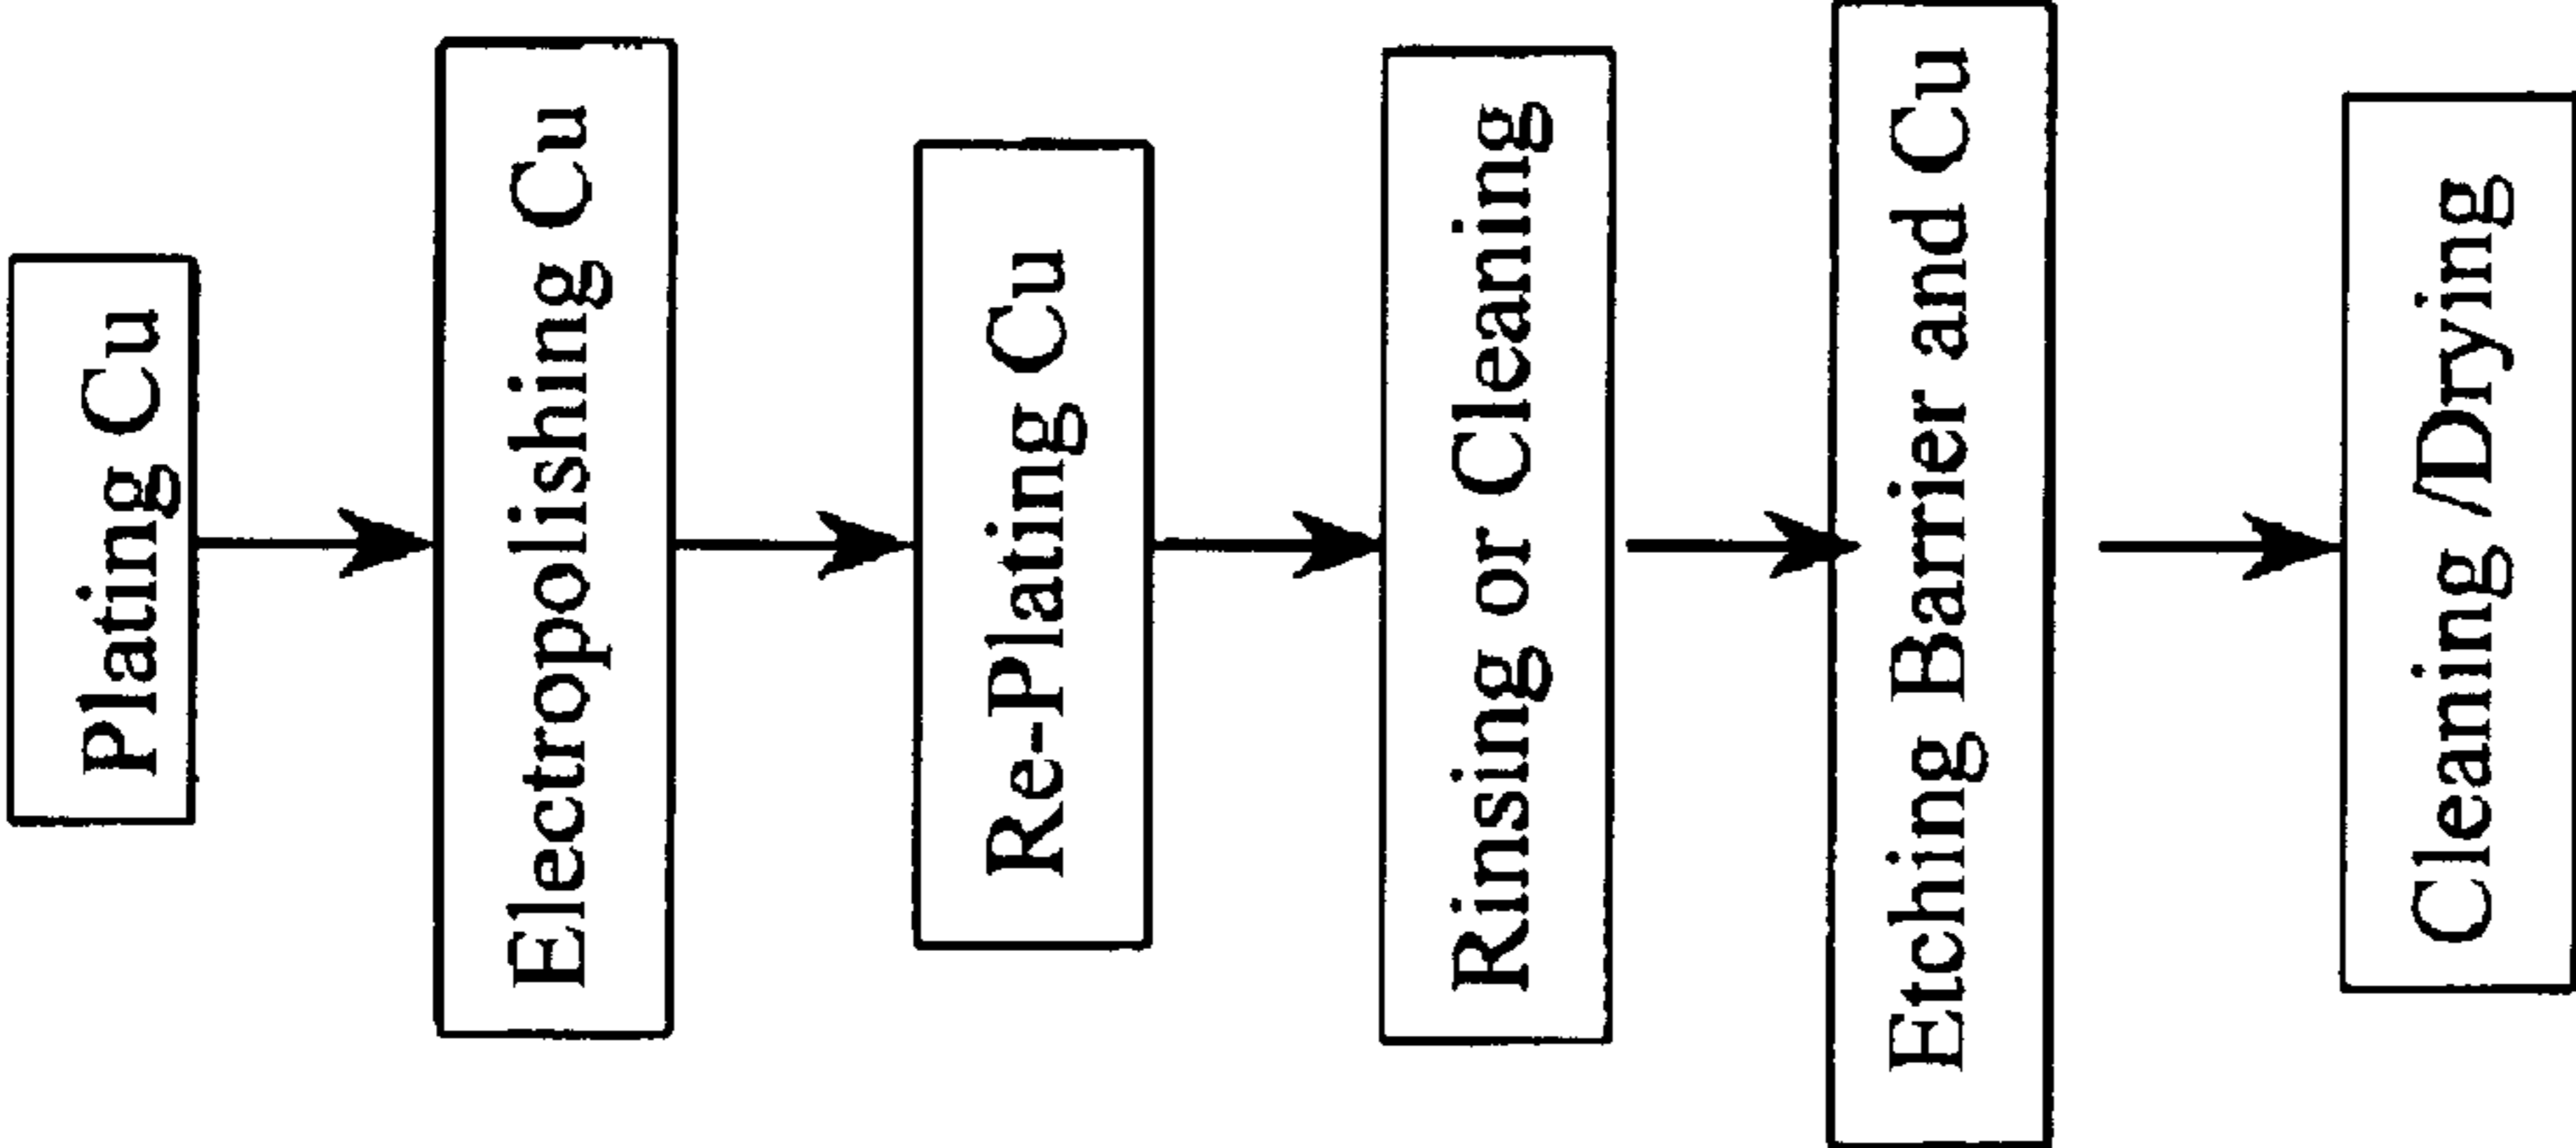 Plating Cu
Electropolishing Cu
Re-Plating Cu
Rinsing or Cleaning
Etching Barrier and Cu
Cleaning /Drying